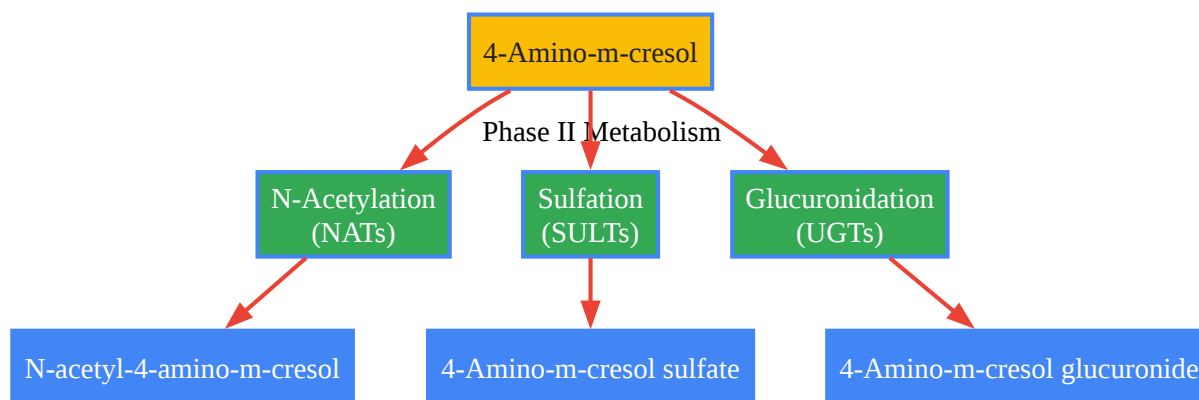 4-Amino-m-cresol
Phase II Metabolism
N-Acetylation
(NATs)
Sulfation
(SULTs)
Glucuronidation
(UGTs)
N-acetyl-4-amino-m-cresol
4-Amino-m-cresol sulfate
4-Amino-m-cresol glucuronide